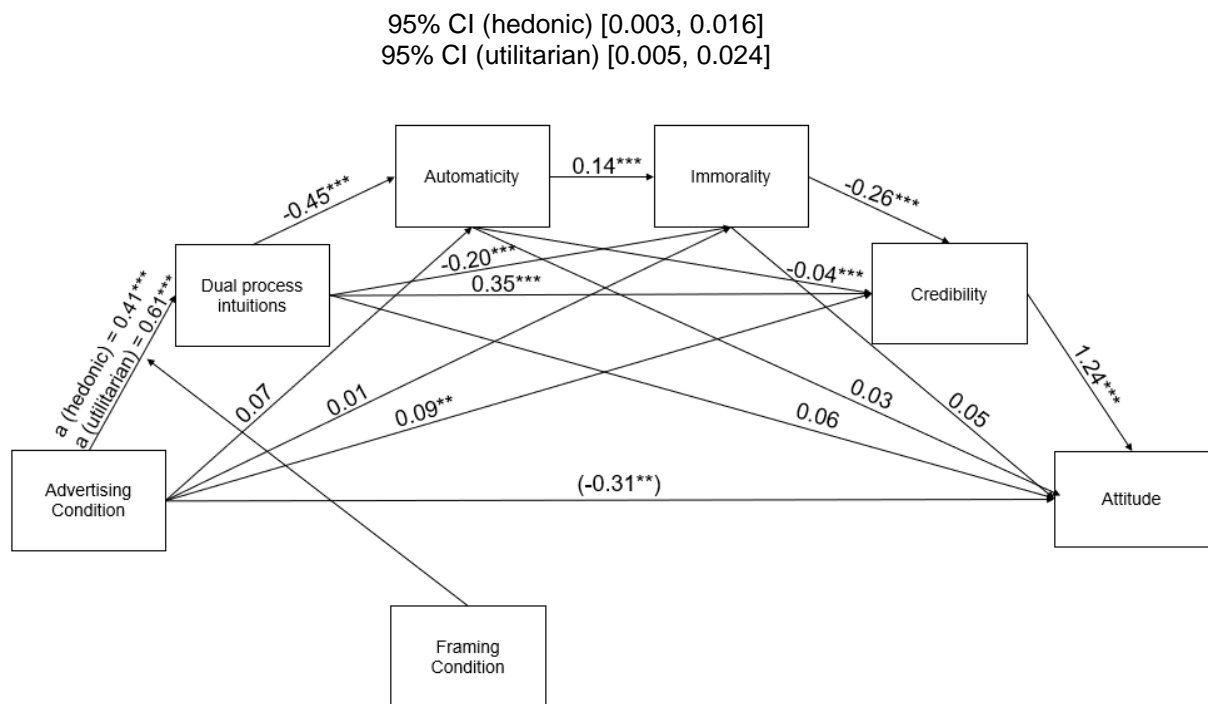 95% CI (hedonic) [0.003, 0.016]
95% CI (utilitarian) [0.005, 0.024]
Automaticity
0.14***
Immorality
-0.45***
-0.26***
Dual process
intuitions
-0.20***
0.35***
-0.04***
Credibility
a (hedonic) = 0.41***
a (utilitarian) = 0.61***
0.07
0.01
0.09**
0.06
0.03
0.05
1.24***
Advertising
Condition
(-0.31**)
Attitude
Framing
Condition